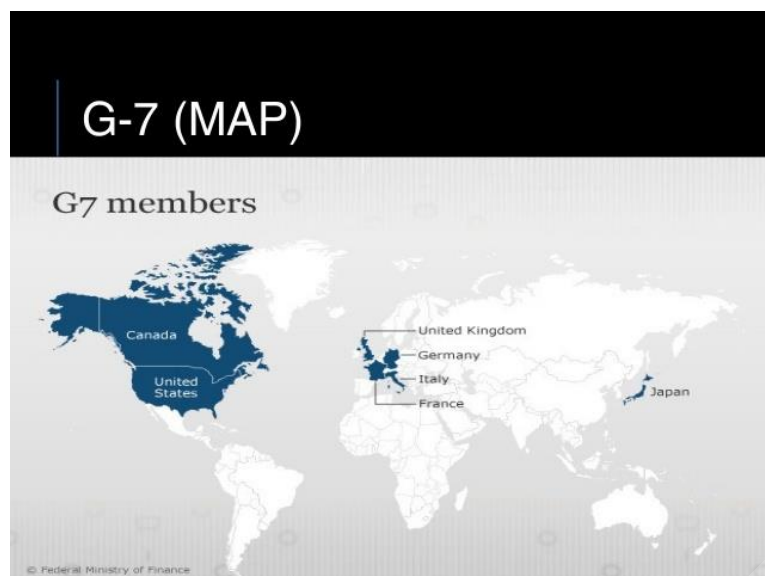 G-7 (MAP)
G7 members
Canada
United
States
United Kingdom
Germany
Italy
France
Japan
© Federal Ministry of Finance